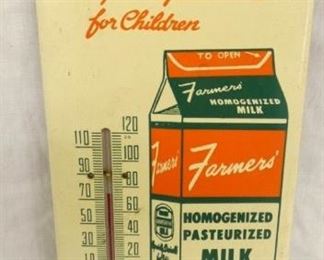 for Children
TO OPEN
Farmers'
HOMOGENIZED
MILK
Farmers'
Farmers'
HOMOGENIZED
PASTEURIZED
MILK
120
110
100
90
80
70
60
50
40
30
20
10